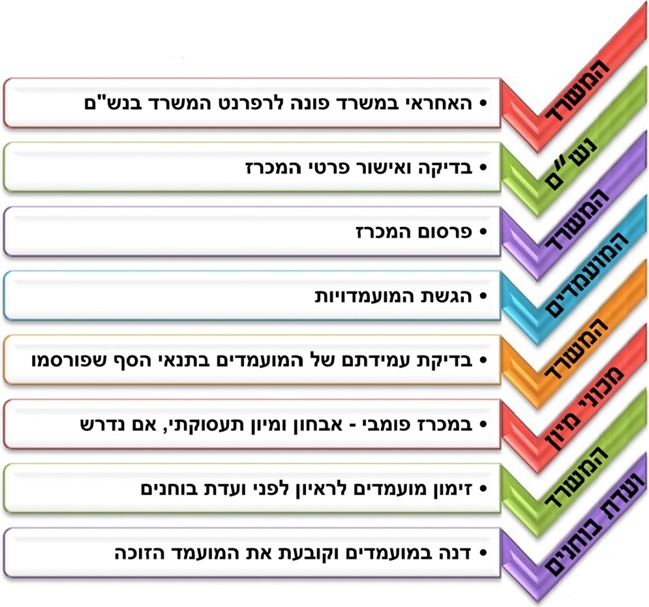 המשרד
• האחראי במשרד פונה לרפרנט המשרד בנש"ם
נש"ם
• בדיקה ואישור פרטי המכרז
המשרד
• פרסום המכרז
המועמדים
• הגשת המועמדויות
המשרד
• בדיקת עמידתם של המועמדים בתנאי הסף שפורסמו
מכוני מיון
• במכרז פומבי - אבחון ומיון תעסוקתי, אם נדרש
המשרד
• זימון מועמדים לראיון לפני ועדת בוחנים
ועדת בוחנים
• דנה במועמדים וקובעת את המועמד הזוכה